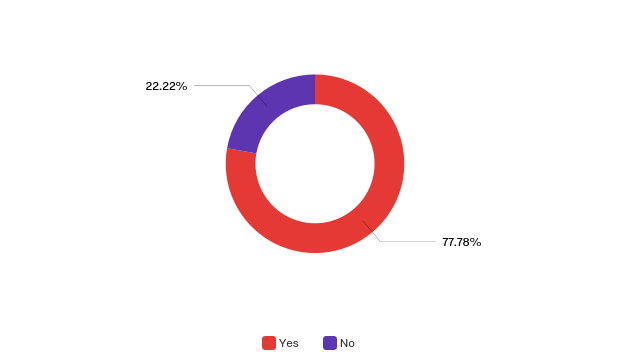 22.22%
77.78%
Yes
No